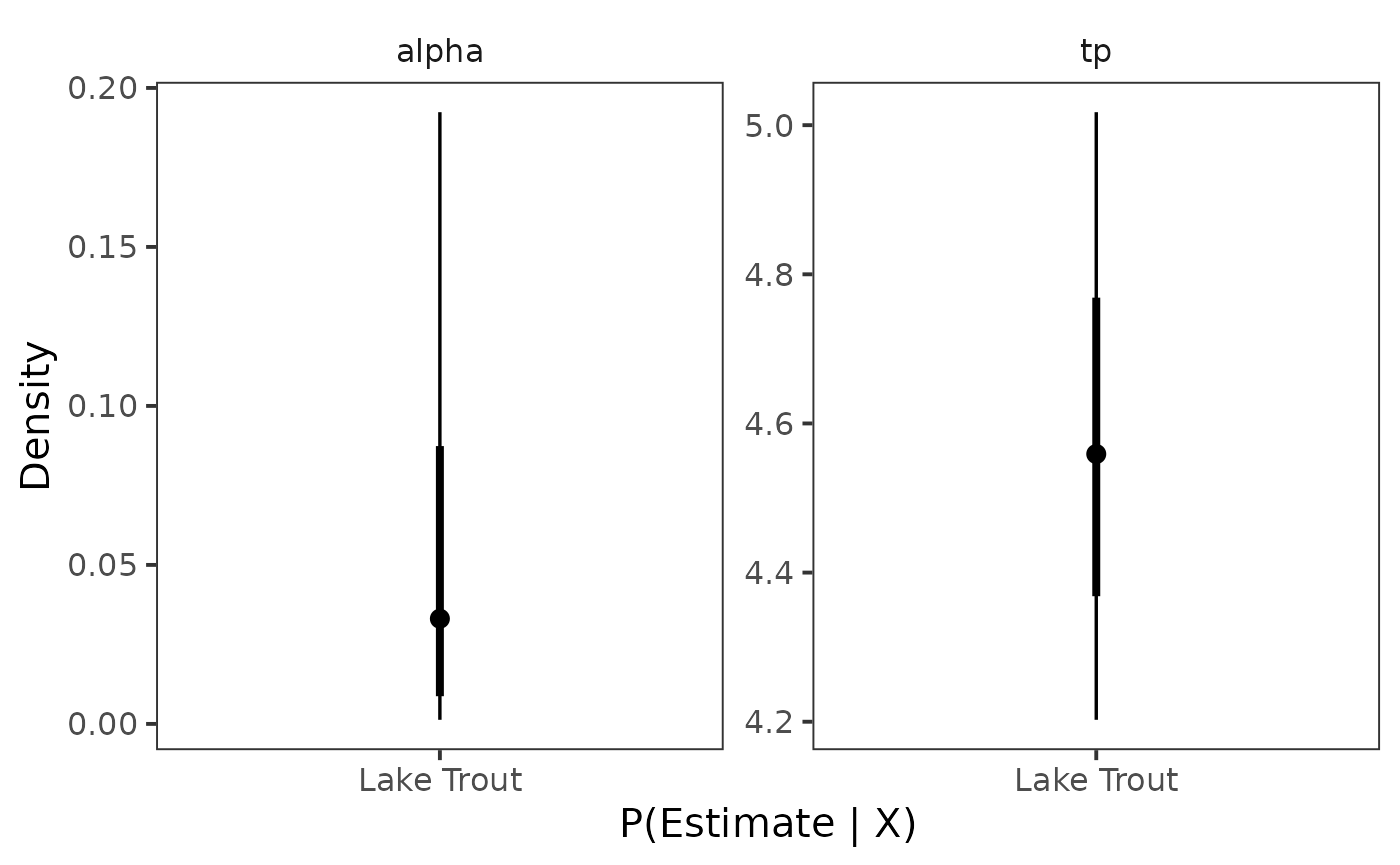 alpha
tp
Density
0.20
0.15
0.10
0.05
0.00
5.0
4.8
4.6
4.4
4.2
Lake Trout
Lake Trout
P(Estimate | X)